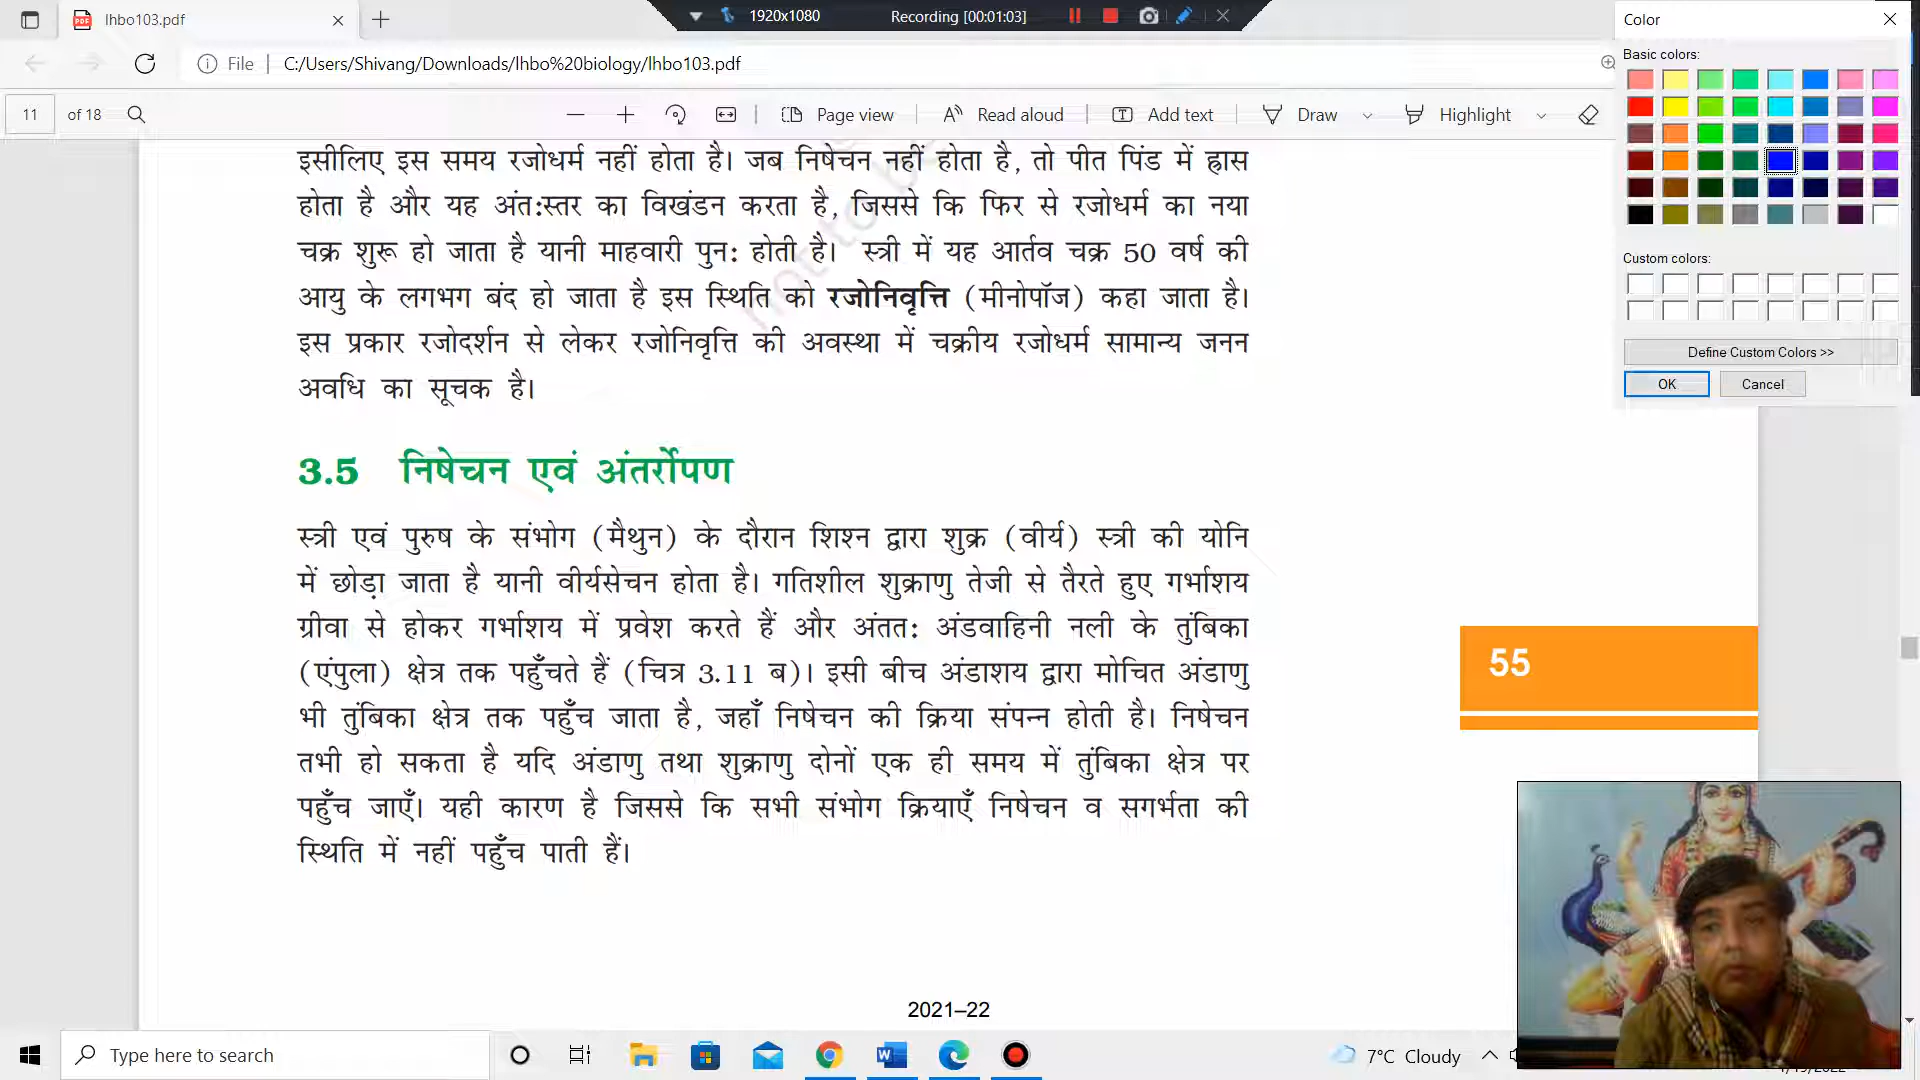 lhbo103.pdf
1920x1080 Recording [00:01:03]
File C:/Users/Shivang/Downloads/lhbo%20biology/lhbo103.pdf
11 of 18 Page view Read aloud Add text Draw Highlight
Color
Basic colors:
Custom colors:
Define Custom Colors >>
OK Cancel
इसीलिए इस समय रजोधर्म नहीं होता है। जब निषेचन नहीं होता है, तो पीत पिंड में ह्रास
होता है और यह अंतःस्तर का विखंडन करता है, जिससे कि फिर से रजोधर्म का नया
चक्र शुरू हो जाता है यानी माहवारी पुनः होती है। स्त्री में यह आर्तव चक्र 50 वर्ष की
आयु के लगभग बंद हो जाता है इस स्थिति को रजोनिवृत्ति (मीनोपॉज) कहा जाता है।
इस प्रकार रजोदर्शन से लेकर रजोनिवृत्ति की अवस्था में चक्रीय रजोधर्म सामान्य जनन
अवधि का सूचक है।
not to be
3.5 निषेचन एवं अंतर्रोपण
स्त्री एवं पुरुष के संभोग (मैथुन) के दौरान शिश्न द्वारा शुक्र (वीर्य) स्त्री की योनि
में छोड़ा जाता है यानी वीर्यसेचन होता है। गतिशील शुक्राणु तेजी से तैरते हुए गर्भाशय
ग्रीवा से होकर गर्भाशय में प्रवेश करते हैं और अंततः अंडवाहिनी नली के तुंबिका
(एंपुला) क्षेत्र तक पहुँचते हैं (चित्र 3.11 ब)। इसी बीच अंडाशय द्वारा मोचित अंडाणु
भी तुंबिका क्षेत्र तक पहुँच जाता है, जहाँ निषेचन की क्रिया संपन्न होती है। निषेचन
तभी हो सकता है यदि अंडाणु तथा शुक्राणु दोनों एक ही समय में तुंबिका क्षेत्र पर
पहुँच जाएँ। यही कारण है जिससे कि सभी संभोग क्रियाएँ निषेचन व सगर्भता की
स्थिति में नहीं पहुँच पाती हैं।
55
2021–22
Type here to search
7°C Cloudy